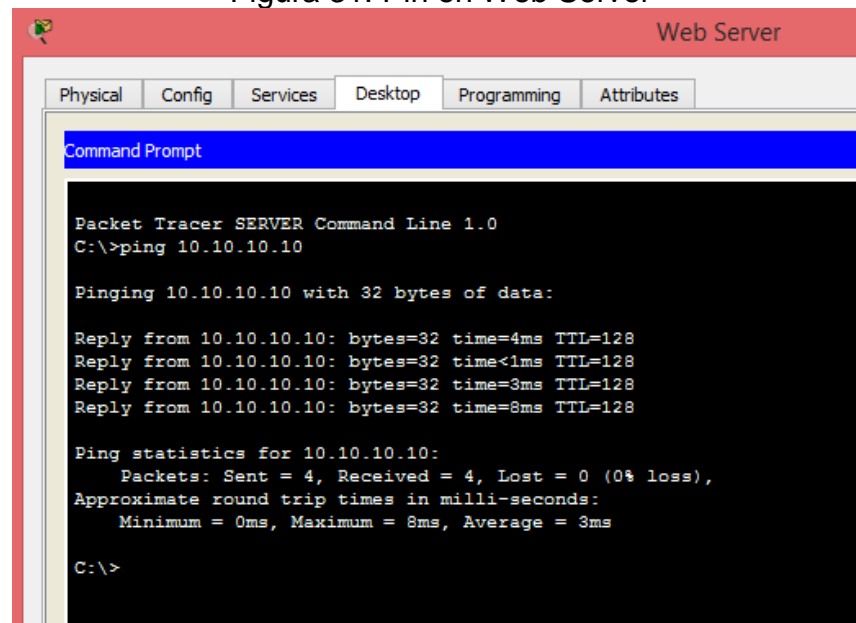 Web Server
Physical Config Services Desktop Programming Attributes
Command Prompt
Packet Tracer SERVER Command Line 1.0
C:\>ping 10.10.10.10
Pinging 10.10.10.10 with 32 bytes of data:
Reply from 10.10.10.10: bytes=32 time=4ms TTL=128
Reply from 10.10.10.10: bytes=32 time<1ms TTL=128
Reply from 10.10.10.10: bytes=32 time=3ms TTL=128
Reply from 10.10.10.10: bytes=32 time=8ms TTL=128
Ping statistics for 10.10.10.10:
Packets: Sent = 4, Received = 4, Lost = 0 (0% loss),
Approximate round trip times in milli-seconds:
Minimum = 0ms, Maximum = 8ms, Average = 3ms
C:\>